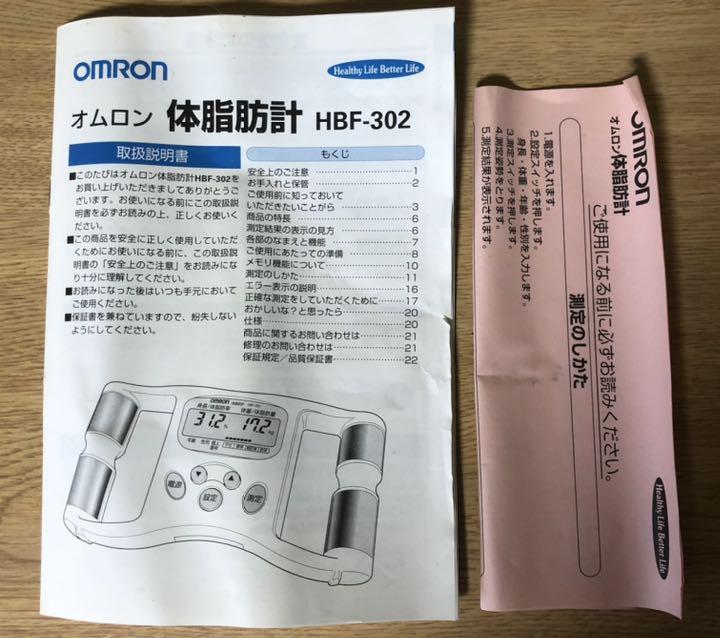 OMRON
Healthy Life Better Life
オムロン 体脂肪計 HBF-302
取扱説明書
■このたびはオムロン体脂肪計HBF-302を
お買い上げいただきましてありがとうご
ざいます。お使いになる前にこの取扱説
明書を必ずお読みの上、正しくお使いく
ださい。
■この商品を安全に正しく使用していただ
くためにお使いになる前に、この取扱説
明書の「安全上のご注意」をお読みにな
り十分に理解してください。
■お読みになった後はいつも手元において
ご使用ください。
■保証書を兼ねていますので、紛失しない
ようにしてください。
もくじ
安全上のご注意 1
お手入れと保管 2
ご使用前に知っておいて
いただきたいことがら 3
商品の特長 6
測定結果の表示の見方 6
各部のなまえと機能 7
ご使用にあたっての準備 8
メモリ機能について 10
測定のしかた 11
エラー表示の説明 16
正確な測定をしていただくために 17
おかしいな?と思ったら 20
仕様 20
商品に関するお問い合わせは 21
修理のお問い合わせは 21
保証規定/品質保証書 22
OMRON
身長/体脂肪率 体重/体脂肪量
31.2 % 17.2 kg
年齢 性別 個人番号
電源
設定
測定
OMRON
オムロン体脂肪計
ご使用になる前に必ずお読みください。
測定のしかた
1.電源を入れます。
2.設定スイッチを押します。
身長・体重・年齢・性別を入力します。
3.測定スイッチを押します。
4.測定姿勢をとります。
5.測定結果が表示されます。
Healthy Life Better Life